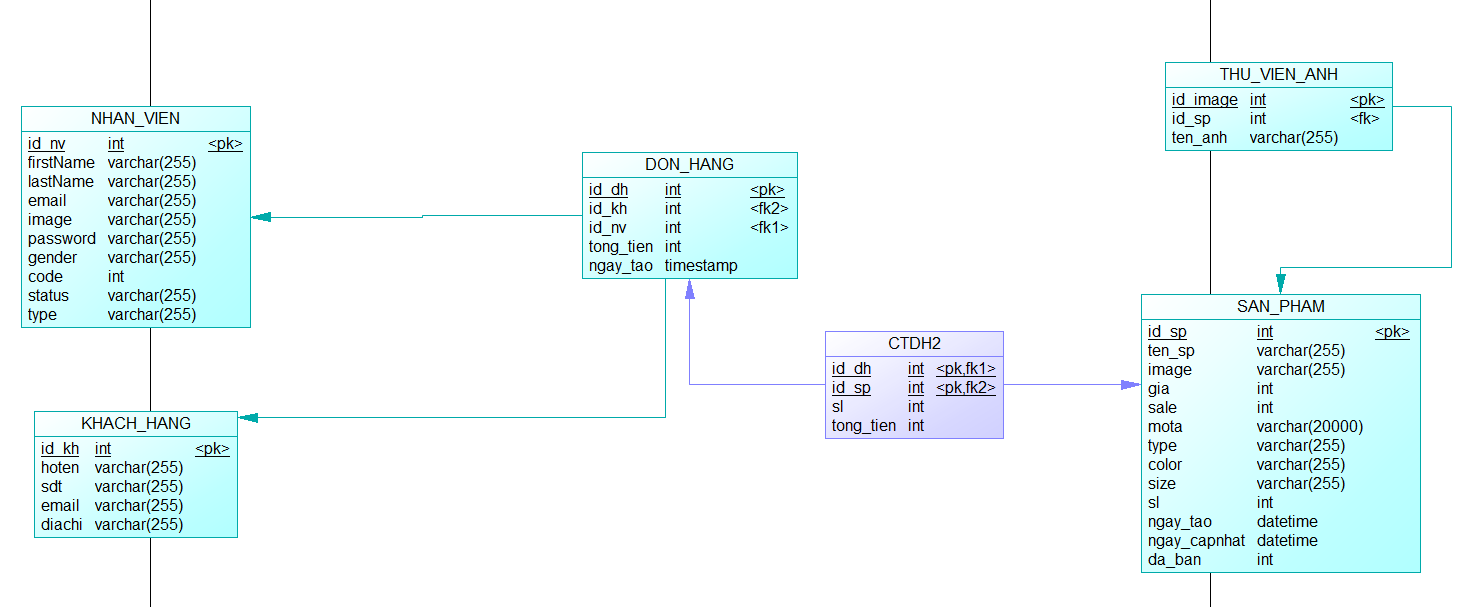 NHAN_VIEN
id_nv int <pk>
firstName varchar(255)
lastName varchar(255)
email varchar(255)
image varchar(255)
password varchar(255)
gender varchar(255)
code int
status varchar(255)
type varchar(255)
KHACH_HANG
id_kh int <pk>
hoten varchar(255)
sdt varchar(255)
email varchar(255)
diachi varchar(255)
DON_HANG
id_dh int <pk>
id_kh int <fk2>
id_nv int <fk1>
tong_tien int
ngay_tao timestamp
CTDH2
id_dh int <pk,fk1>
id_sp int <pk,fk2>
sl int
tong_tien int
THU_VIEN_ANH
id_image int <pk>
id_sp int <fk>
ten_anh varchar(255)
SAN_PHAM
id_sp int <pk>
ten_sp varchar(255)
image varchar(255)
gia int
sale int
mota varchar(20000)
type varchar(255)
color varchar(255)
size varchar(255)
sl int
ngay_tao datetime
ngay_capnhat datetime
da_ban int